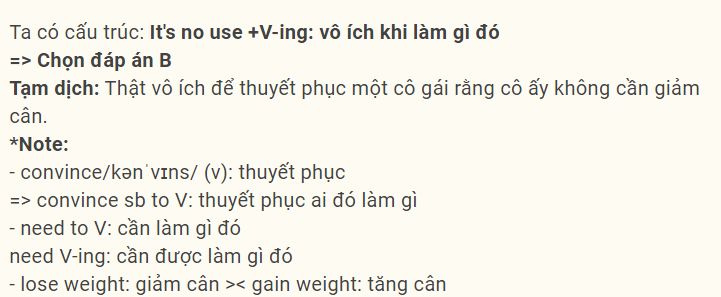 Ta có cấu trúc: It's no use +V-ing: vô ích khi làm gì đó
=> Chọn đáp án B
Tạm dịch: Thật vô ích để thuyết phục một cô gái rằng cô ấy không cần giảm
cân.
*Note:
- convince/kənˈvɪns/ (v): thuyết phục
=> convince sb to V: thuyết phục ai đó làm gì
- need to V: cần làm gì đó
need V-ing: cần được làm gì đó
- lose weight: giảm cân >< gain weight: tăng cân